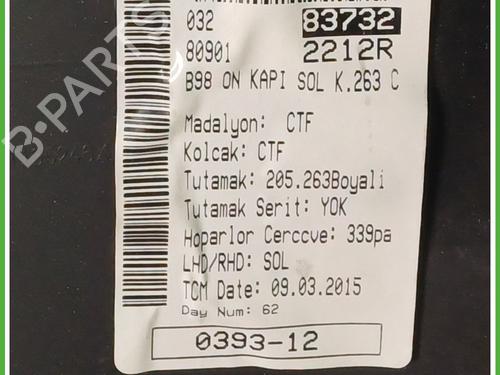 032 83732
80901 2212R
B98 ON KAPI SOL K.263 C
Madalyon: CTF
Kolcak: CTF
Tutamak: 205.263Boyali
Tutamak Serit: YOK
Hoparlor Cerccve: 339pa
LHD/RHD: SOL
TCM Date: 09.03.2015
Day Num: 62
0393-12
B-PARTS